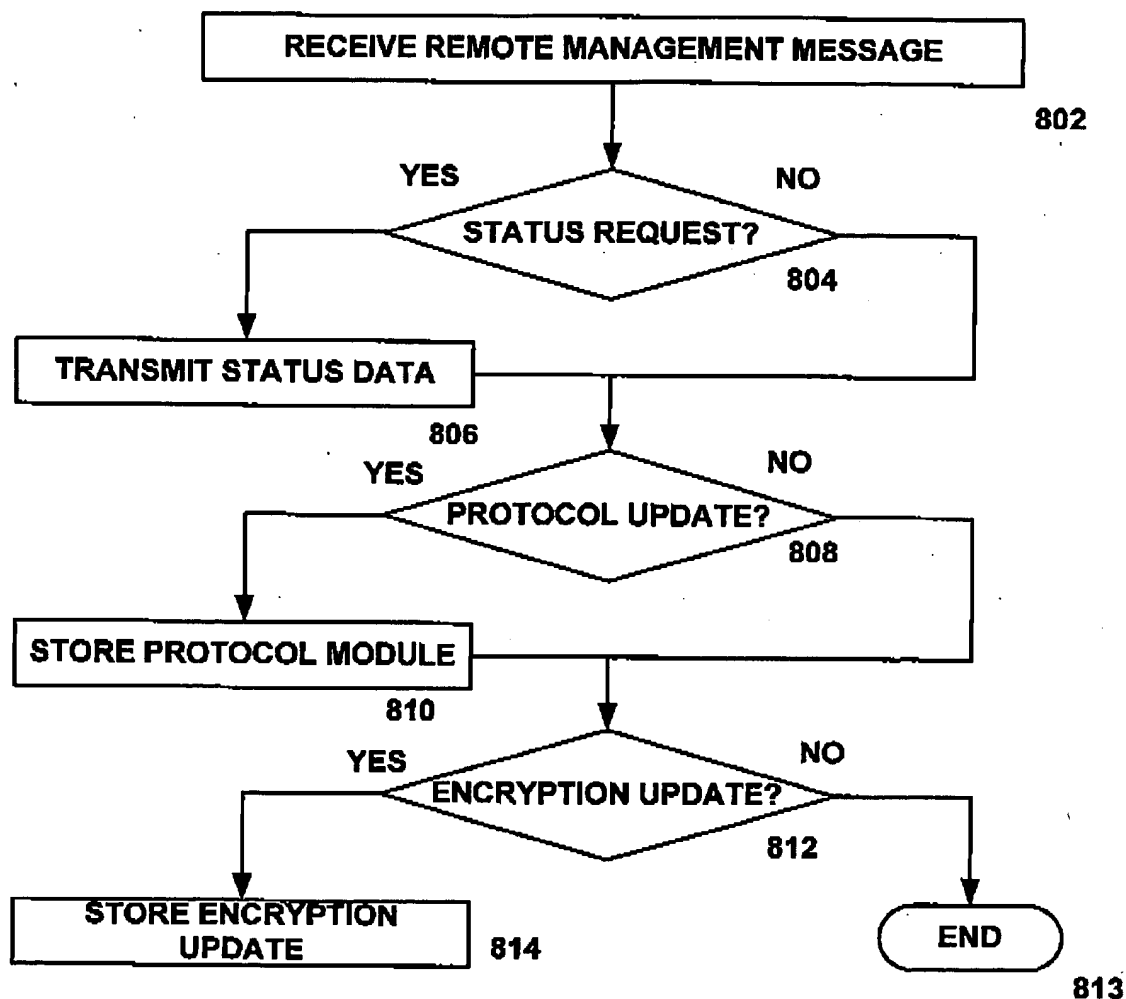 RECEIVE REMOTE MANAGEMENT MESSAGE
802
YES
NO
STATUS REQUEST?
804
TRANSMIT STATUS DATA
806
YES
NO
PROTOCOL UPDATE?
808
STORE PROTOCOL MODULE
810
YES
NO
ENCRYPTION UPDATE?
812
STORE ENCRYPTION
UPDATE
814
END
813